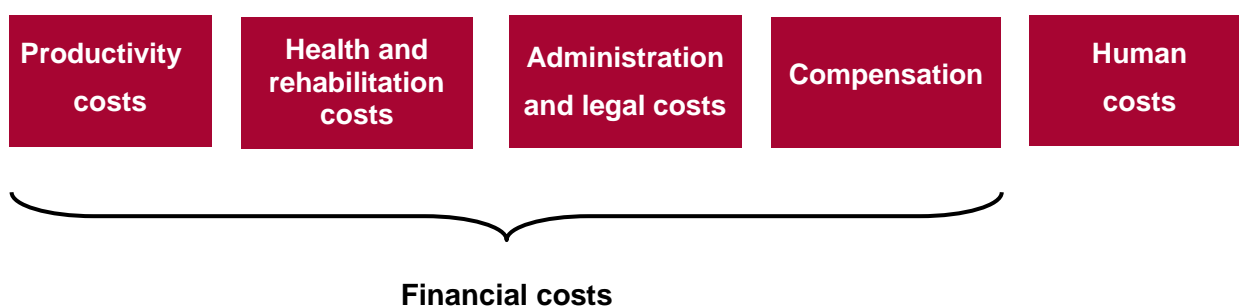 Productivity
costs
Health and
rehabilitation
costs
Administration
and legal costs
Compensation
Human
costs
Financial costs